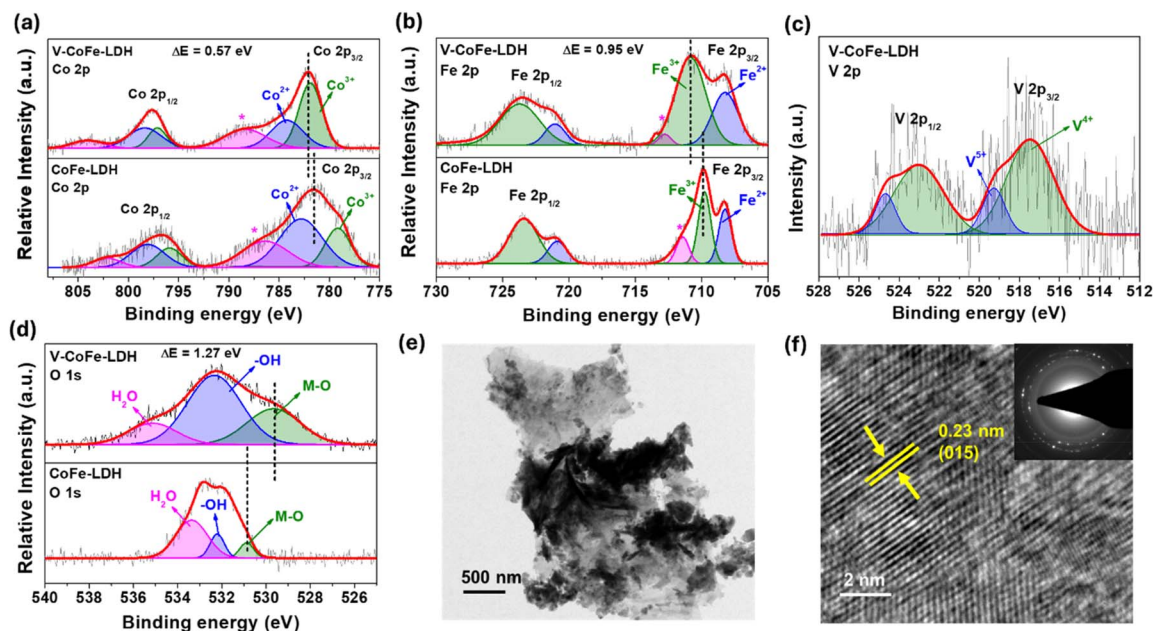 (a)
V-CoFe-LDH
Co 2p
ΔE = 0.57 eV
Co 2p3/2
Co3+
Co2+
*
Co 2p1/2
CoFe-LDH
Co 2p
Co 2p3/2
Co2+
Co3+
*
Co 2p1/2
Relative Intensity (a.u.)
805 800 795 790 785 780 775
Binding energy (eV)
(b)
V-CoFe-LDH
Fe 2p
ΔE = 0.95 eV
Fe 2p1/2
Fe3+
Fe 2p3/2
Fe2+
*
CoFe-LDH
Fe 2p
Fe 2p1/2
Fe3+
Fe 2p3/2
Fe2+
*
Relative Intensity (a.u.)
730 725 720 715 710 705
Binding energy (eV)
(c)
V-CoFe-LDH
V 2p
V 2p3/2
V 2p1/2
V4+
V5+
Intensity (a.u.)
528 526 524 522 520 518 516 514 512
Binding energy (eV)
(d)
V-CoFe-LDH
O 1s
ΔE = 1.27 eV
-OH
M-O
H2O
CoFe-LDH
O 1s
H2O
-OH
M-O
Relative Intensity (a.u.)
540 538 536 534 532 530 528 526
Binding energy (eV)
(e)
500 nm
(f)
0.23 nm
(015)
2 nm